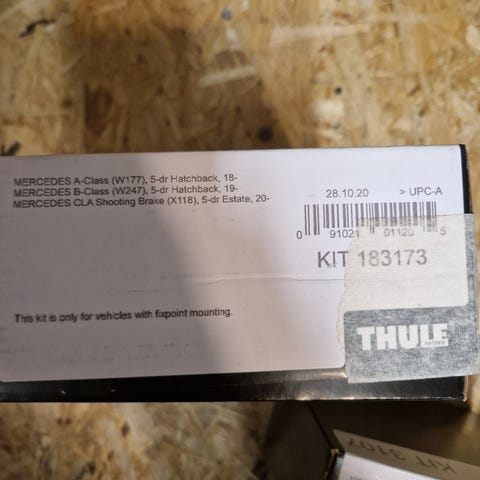 MERCEDES A-Class (W177), 5-dr Hatchback, 18-
MERCEDES B-Class (W247), 5-dr Hatchback, 19-
MERCEDES CLA Shooting Brake (X118), 5-dr Estate, 20-
28.10.20 > UPC-A
0 91021 01120 5
KIT 183173
This kit is only for vehicles with fixpoint mounting.
THULE
KIT 3107